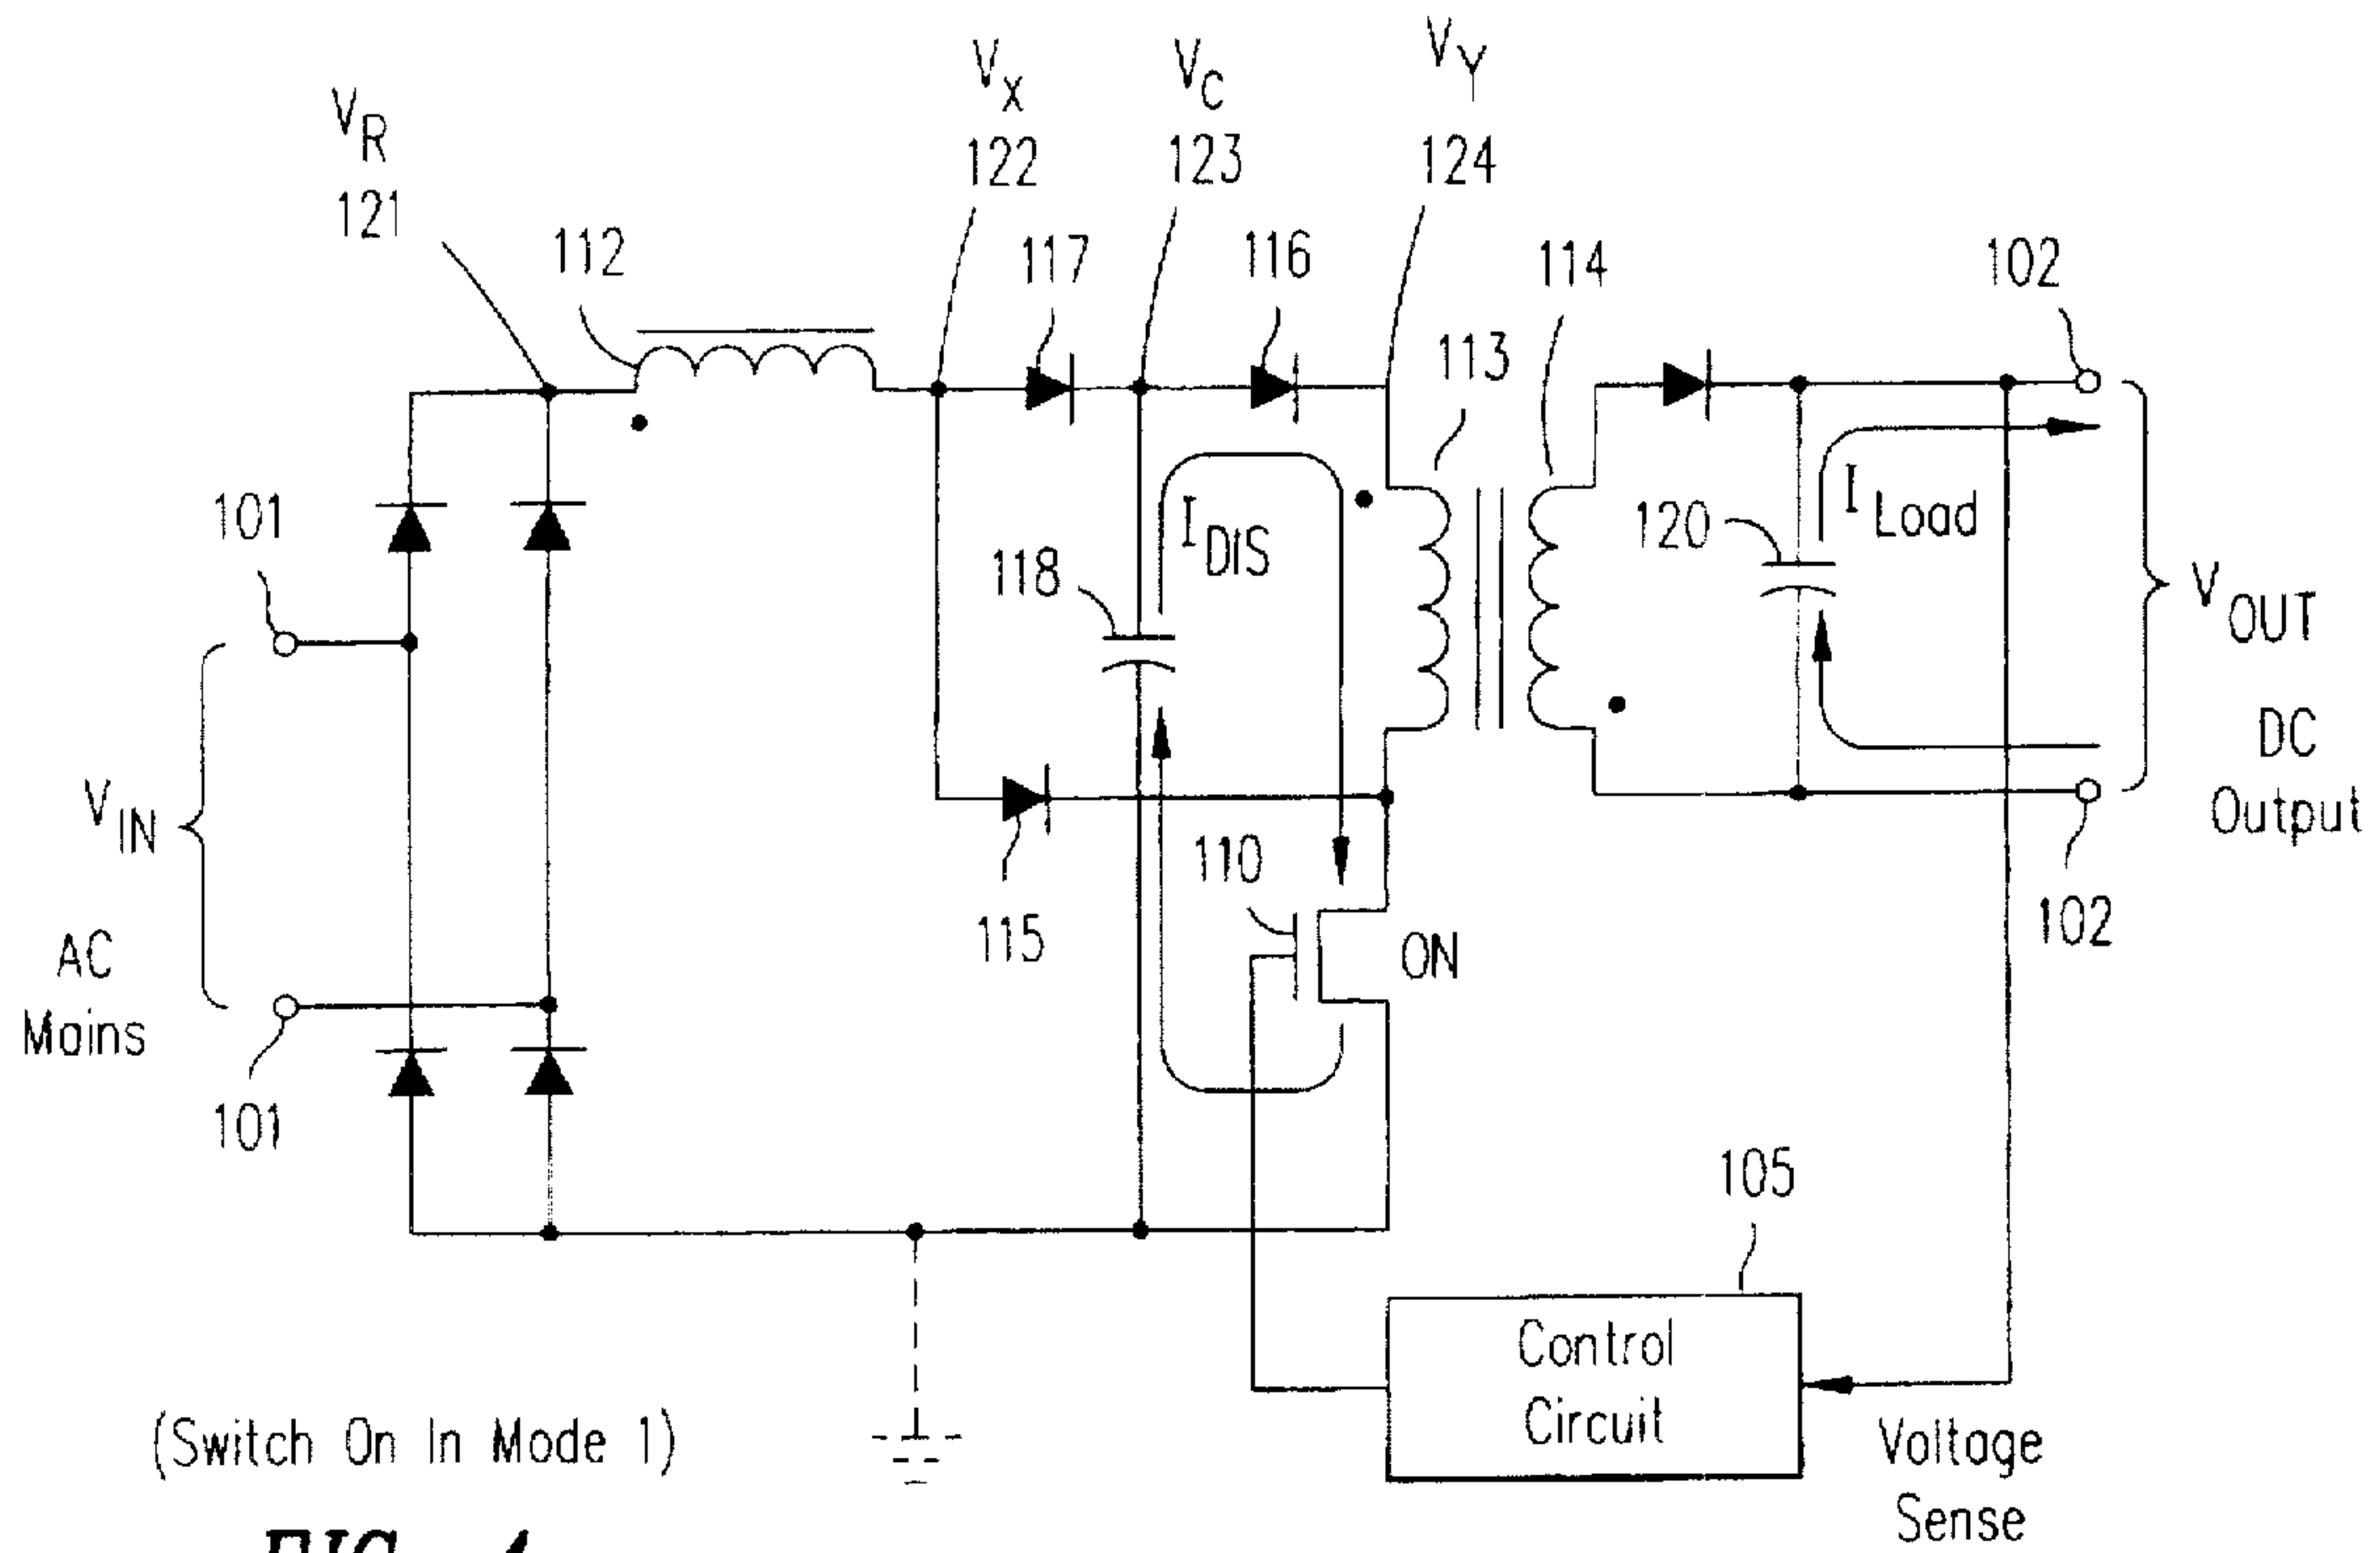 V_R
121
112
V_X
122
V_C
123
V_Y
124
117
116
114
113
102
101
118
I_DIS
120
I_Load
V_OUT
DC
Output
V_IN
AC
Mains
101
115
110
ON
102
105
Control
Circuit
Voltage
Sense
(Switch On In Mode 1)